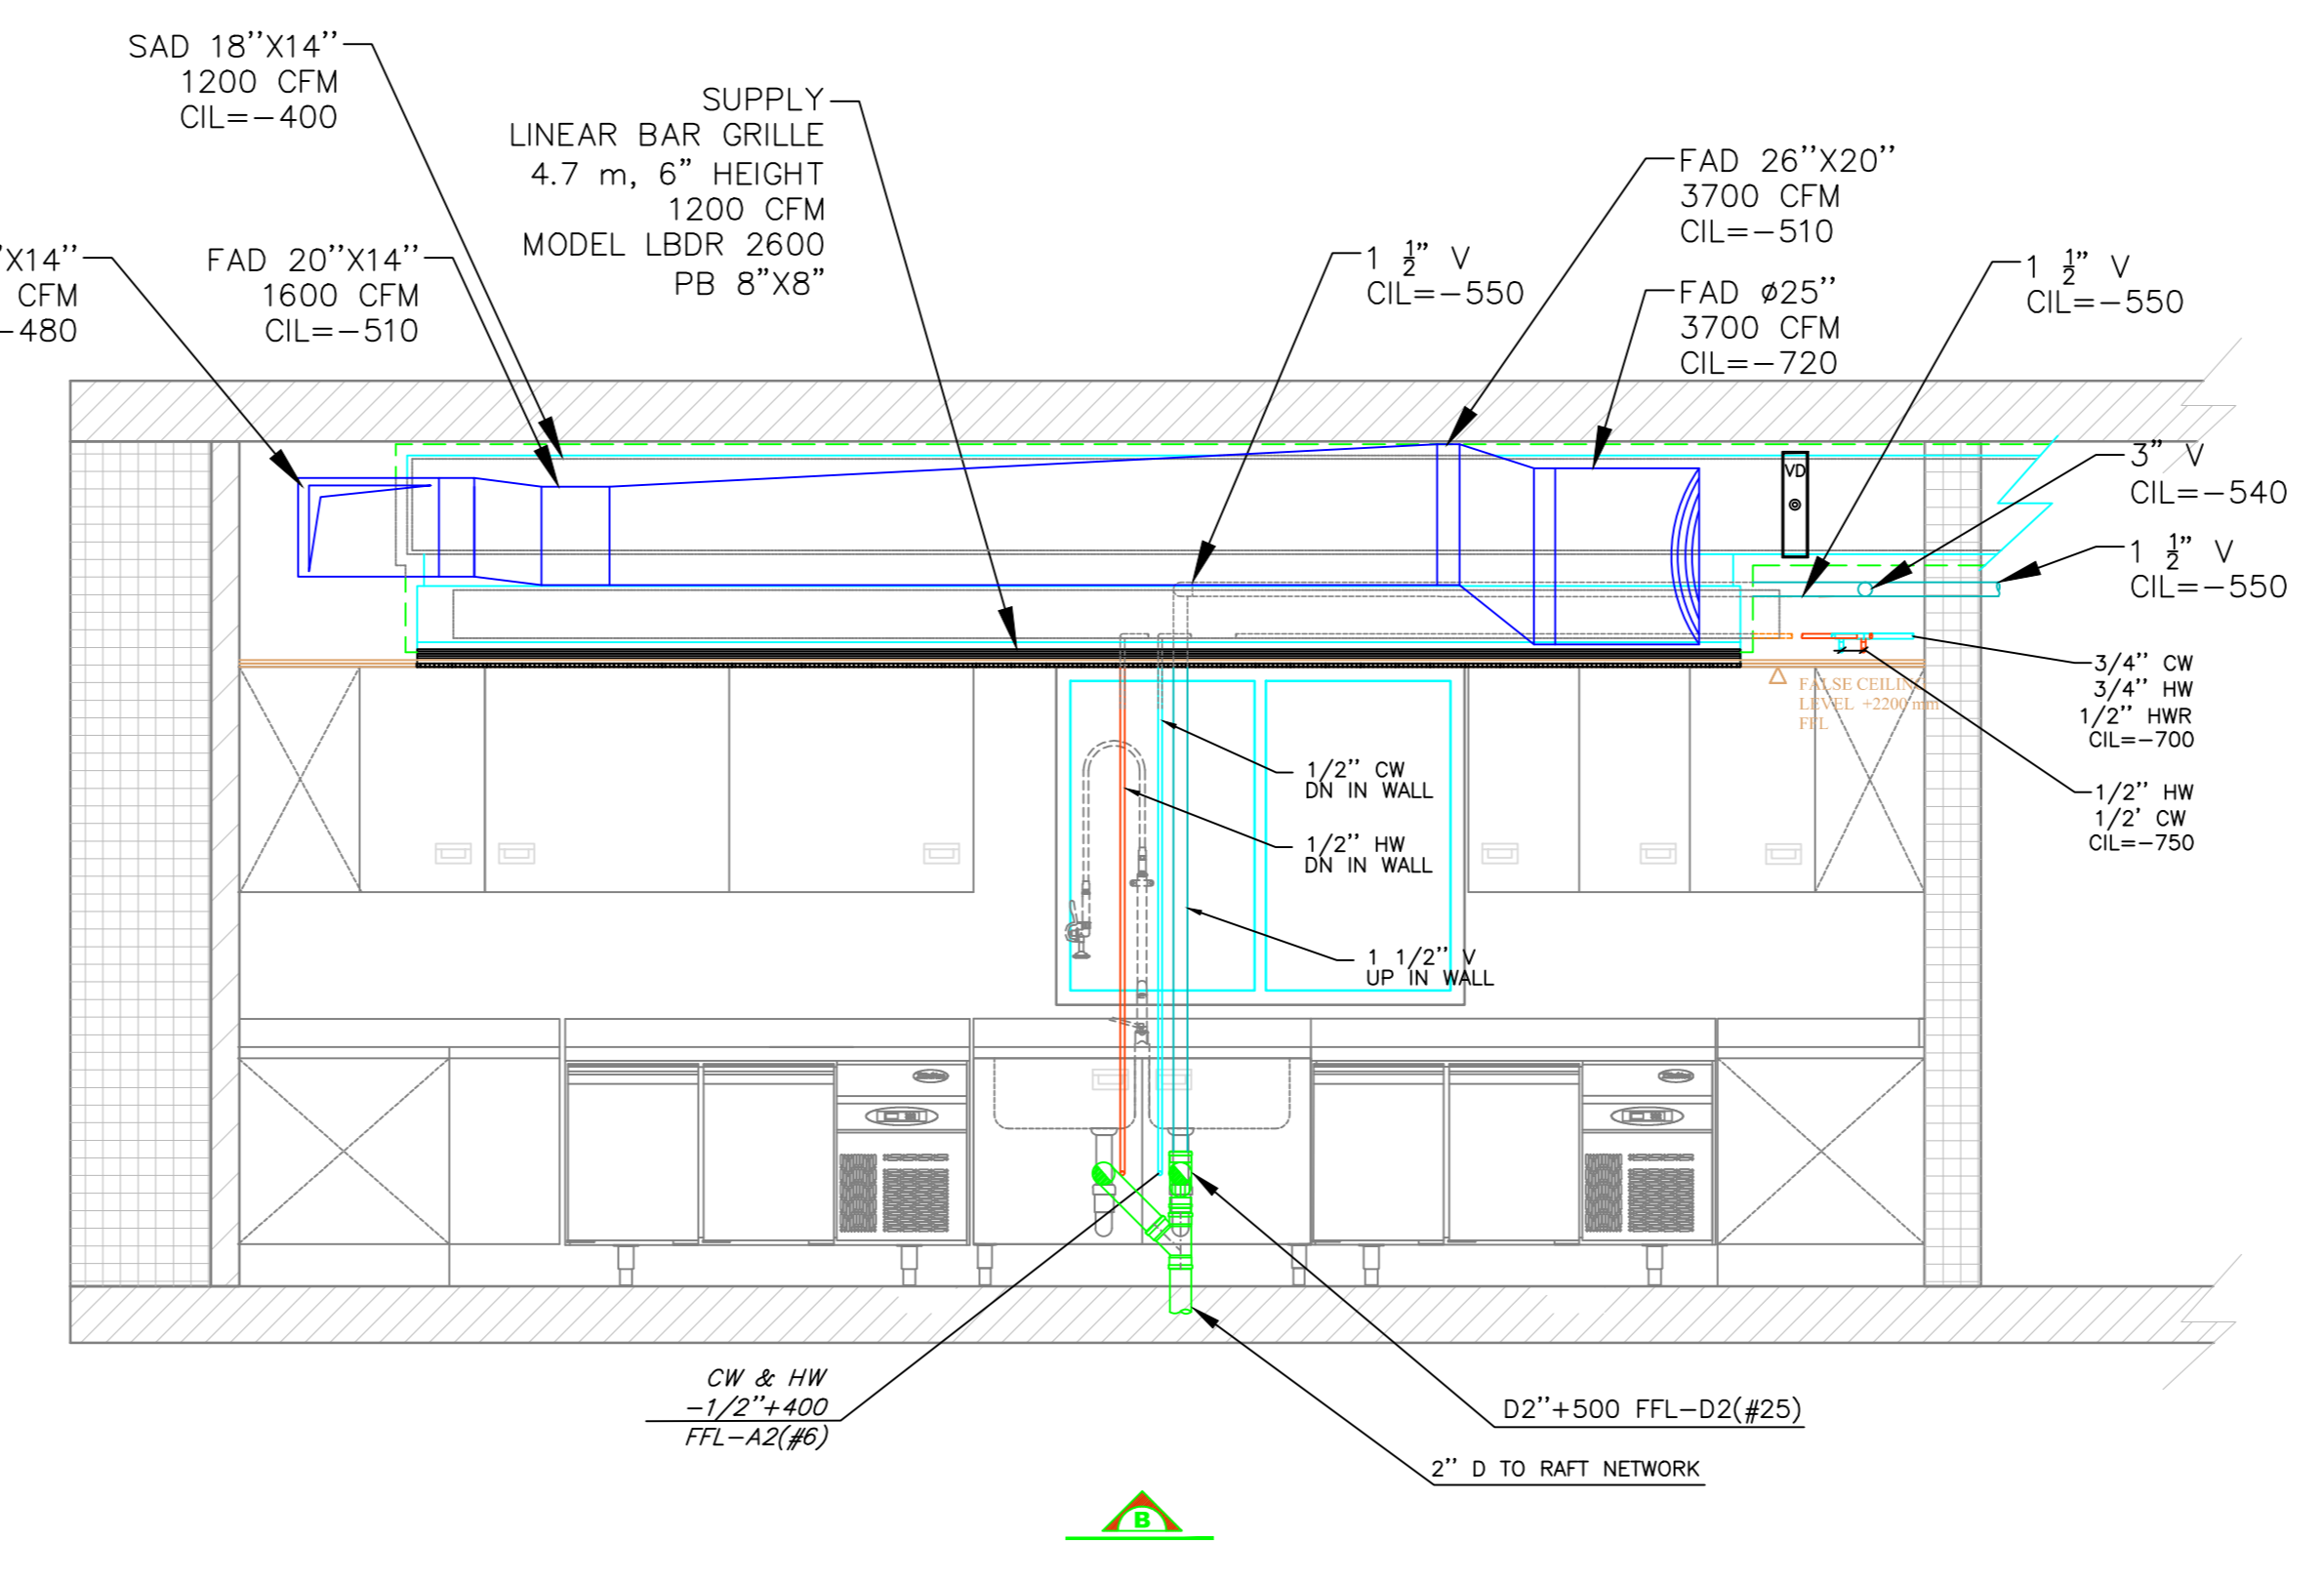 SAD 18''X14''
1200 CFM
CIL=-400
SUPPLY
LINEAR BAR GRILLE
4.7 m, 6" HEIGHT
1200 CFM
MODEL LBDR 2600
PB 8"X8"
FAD 26''X20''
3700 CFM
CIL=-510
'X14''
CFM
-480
FAD 20''X14''
1600 CFM
CIL=-510
1 ½" V
CIL=-550
FAD ø25''
3700 CFM
CIL=-720
1 ½" V
CIL=-550
VD
3" V
CIL=-540
1 ½" V
CIL=-550
FALSE CEILING
LEVEL +2200 mm
FFL
3/4'' CW
3/4'' HW
1/2'' HWR
CIL=-700
1/2'' HW
1/2' CW
CIL=-750
1/2'' CW
DN IN WALL
1/2'' HW
DN IN WALL
1 1/2'' V
UP IN WALL
CW & HW
-1/2''+400
FFL-A2(#6)
D2''+500 FFL-D2(#25)
2'' D TO RAFT NETWORK
B